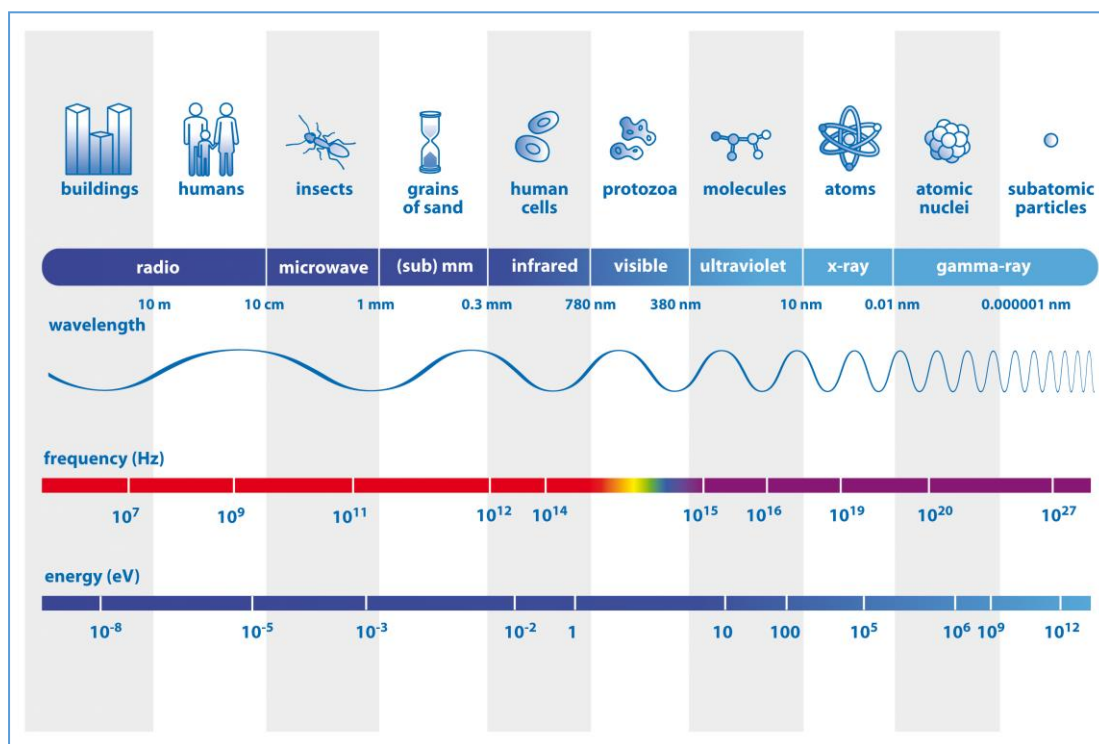 buildings
humans
insects
grains
of sand
human
cells
protozoa
molecules
atoms
atomic
nuclei
subatomic
particles
radio
microwave
(sub) mm
infrared
visible
ultraviolet
x-ray
gamma-ray
10 m
10 cm
1 mm
0.3 mm
780 nm
380 nm
10 nm
0.01 nm
0.000001 nm
wavelength
frequency (Hz)
10⁷
10⁹
10¹¹
10¹²
10¹⁴
10¹⁵
10¹⁶
10¹⁹
10²⁰
10²⁷
energy (eV)
10⁻⁸
10⁻⁵
10⁻³
10⁻²
1
10
100
10⁵
10⁶
10⁹
10¹²